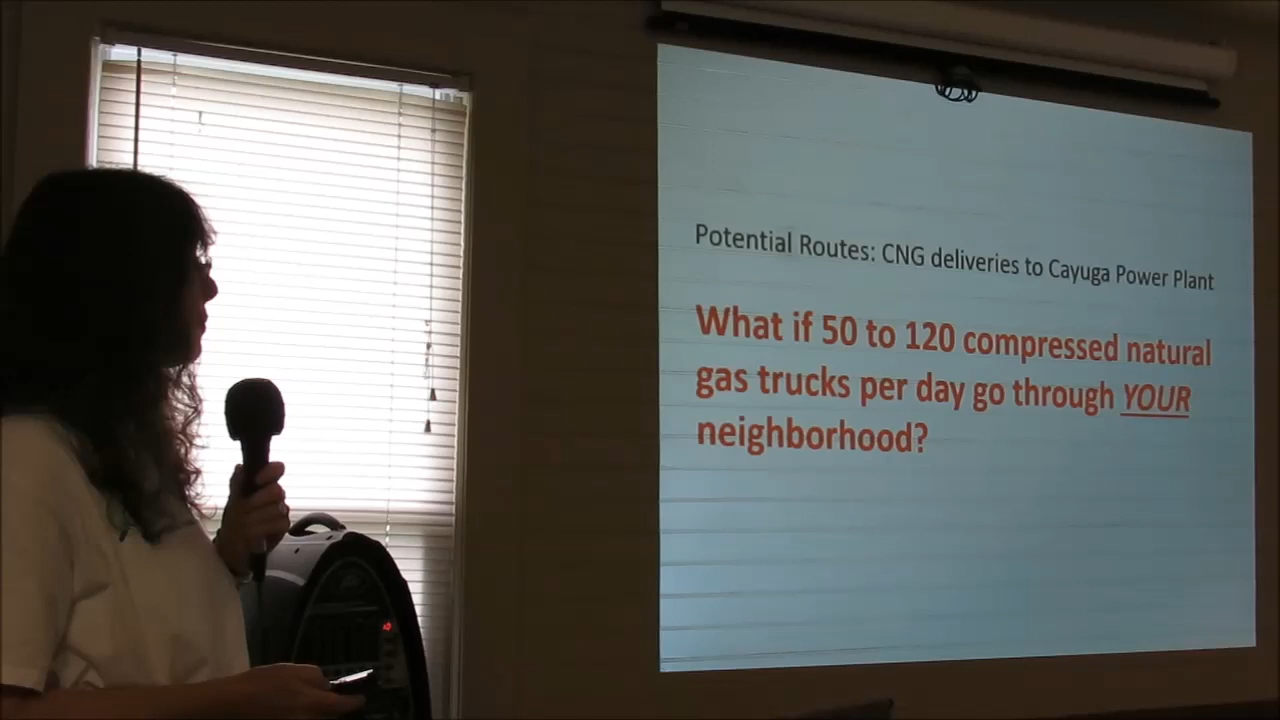 Potential Routes: CNG deliveries to Cayuga Power Plant
What if 50 to 120 compressed natural
gas trucks per day go through YOUR
neighborhood?